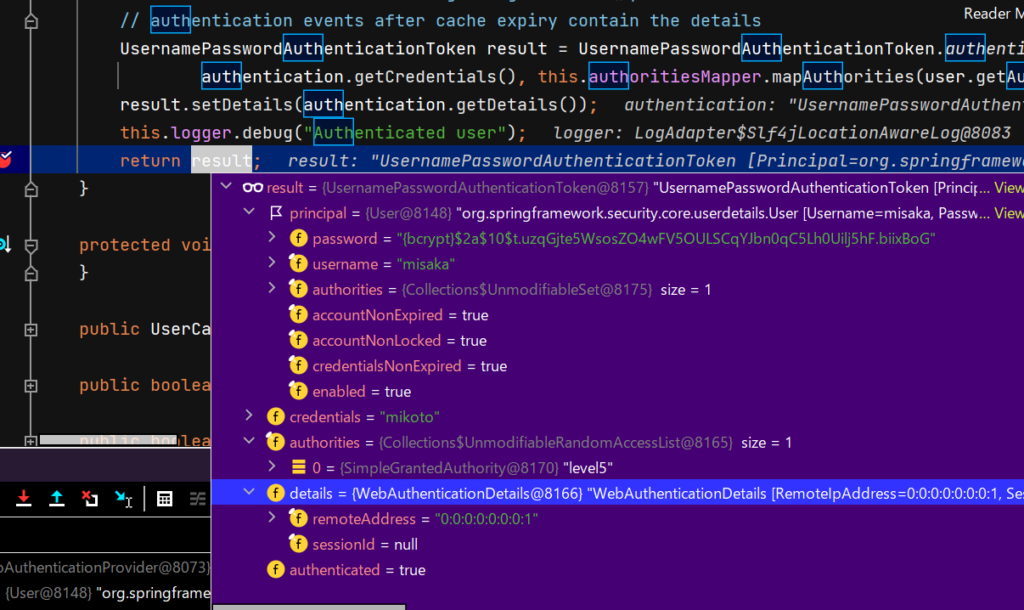 Reader M
// authentication events after cache expiry contain the details
UsernamePasswordAuthenticationToken result = UsernamePasswordAuthenticationToken.authenti
authentication.getCredentials(), this.authoritiesMapper.mapAuthorities(user.getAu
result.setDetails(authentication.getDetails()); authentication: "UsernamePasswordAuthen
this.logger.debug("Authenticated user"); logger: LogAdapter$Slf4jLocationAwareLog@8083
return result; result: "UsernamePasswordAuthenticationToken [Principal=org.springframew
}
result = {UsernamePasswordAuthenticationToken@8157} "UsernamePasswordAuthenticationToken [Princip... View
principal = {User@8148} "org.springframework.security.core.userdetails.User [Username=misaka, Passw... View
password = "{bcrypt}$2a$10$t.uzqGjte5WsosZO4wFV5OULSCqYJbn0qC5Lh0Uilj5hF.biixBoG"
protected voi
username = "misaka"
}
authorities = {Collections$UnmodifiableSet@8175} size = 1
accountNonExpired = true
public UserCa
accountNonLocked = true
credentialsNonExpired = true
public boolea
enabled = true
credentials = "mikoto"
public boolea
authorities = {Collections$UnmodifiableRandomAccessList@8165} size = 1
0 = {SimpleGrantedAuthority@8170} "level5"
details = {WebAuthenticationDetails@8166} "WebAuthenticationDetails [RemoteIpAddress=0:0:0:0:0:0:0:1, Ses
remoteAddress = "0:0:0:0:0:0:0:1"
sessionId = null
oAuthenticationProvider@8073}
authenticated = true
{User@8148} "org.springframe